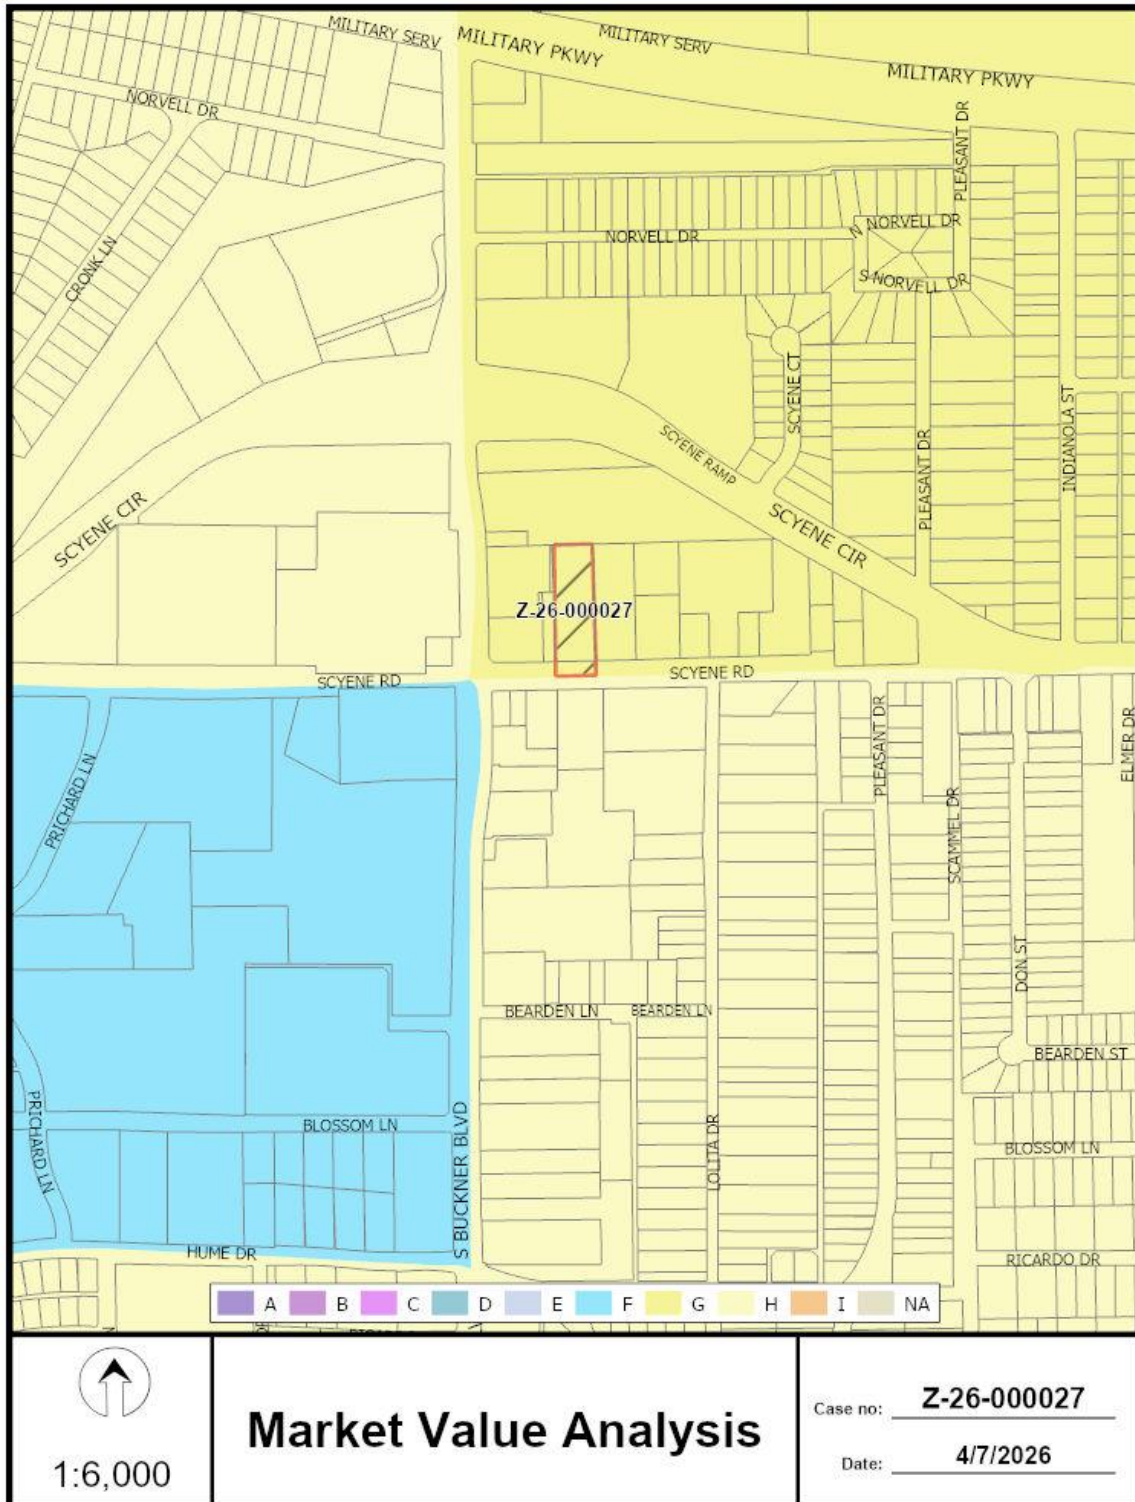 MILITARY SERV
MILITARY PKWY
MILITARY SERV
MILITARY PKWY
NORVELL DR
PLEASANT DR
CRONK LN
NORVELL DR
N NORVELL DR
S NORVELL DR
SCYENE CT
SCYENE RAMP
PLEASANT DR
INDIANOLA ST
SCYENE CIR
SCYENE CIR
Z-26-000027
SCYENE RD
SCYENE RD
PRICHARD LN
PLEASANT DR
ELMER DR
SCAMMEL DR
DON ST
BEARDEN LN
BEARDEN LN
BEARDEN ST
PRICHARD LN
BLOSSOM LN
S BUCKNER BLVD
LOLITA DR
BLOSSOM LN
HUME DR
RICARDO DR
A B C D E F G H I NA
1:6,000
Market Value Analysis
Case no: Z-26-000027
Date: 4/7/2026